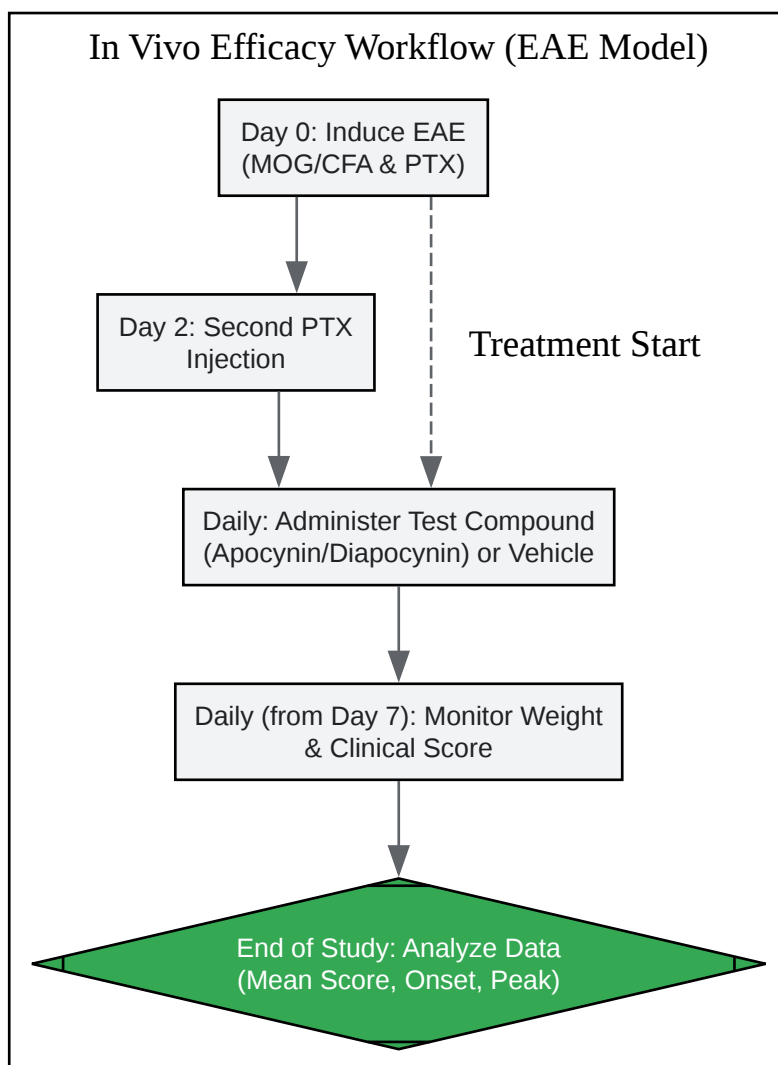 In Vivo Efficacy Workflow (EAE Model)
Day 0: Induce EAE
(MOG/CFA & PTX)
Day 2: Second PTX
Injection
Treatment Start
Daily: Administer Test Compound
(Apocynin/Diapocynin) or Vehicle
Daily (from Day 7): Monitor Weight
& Clinical Score
End of Study: Analyze Data
(Mean Score, Onset, Peak)